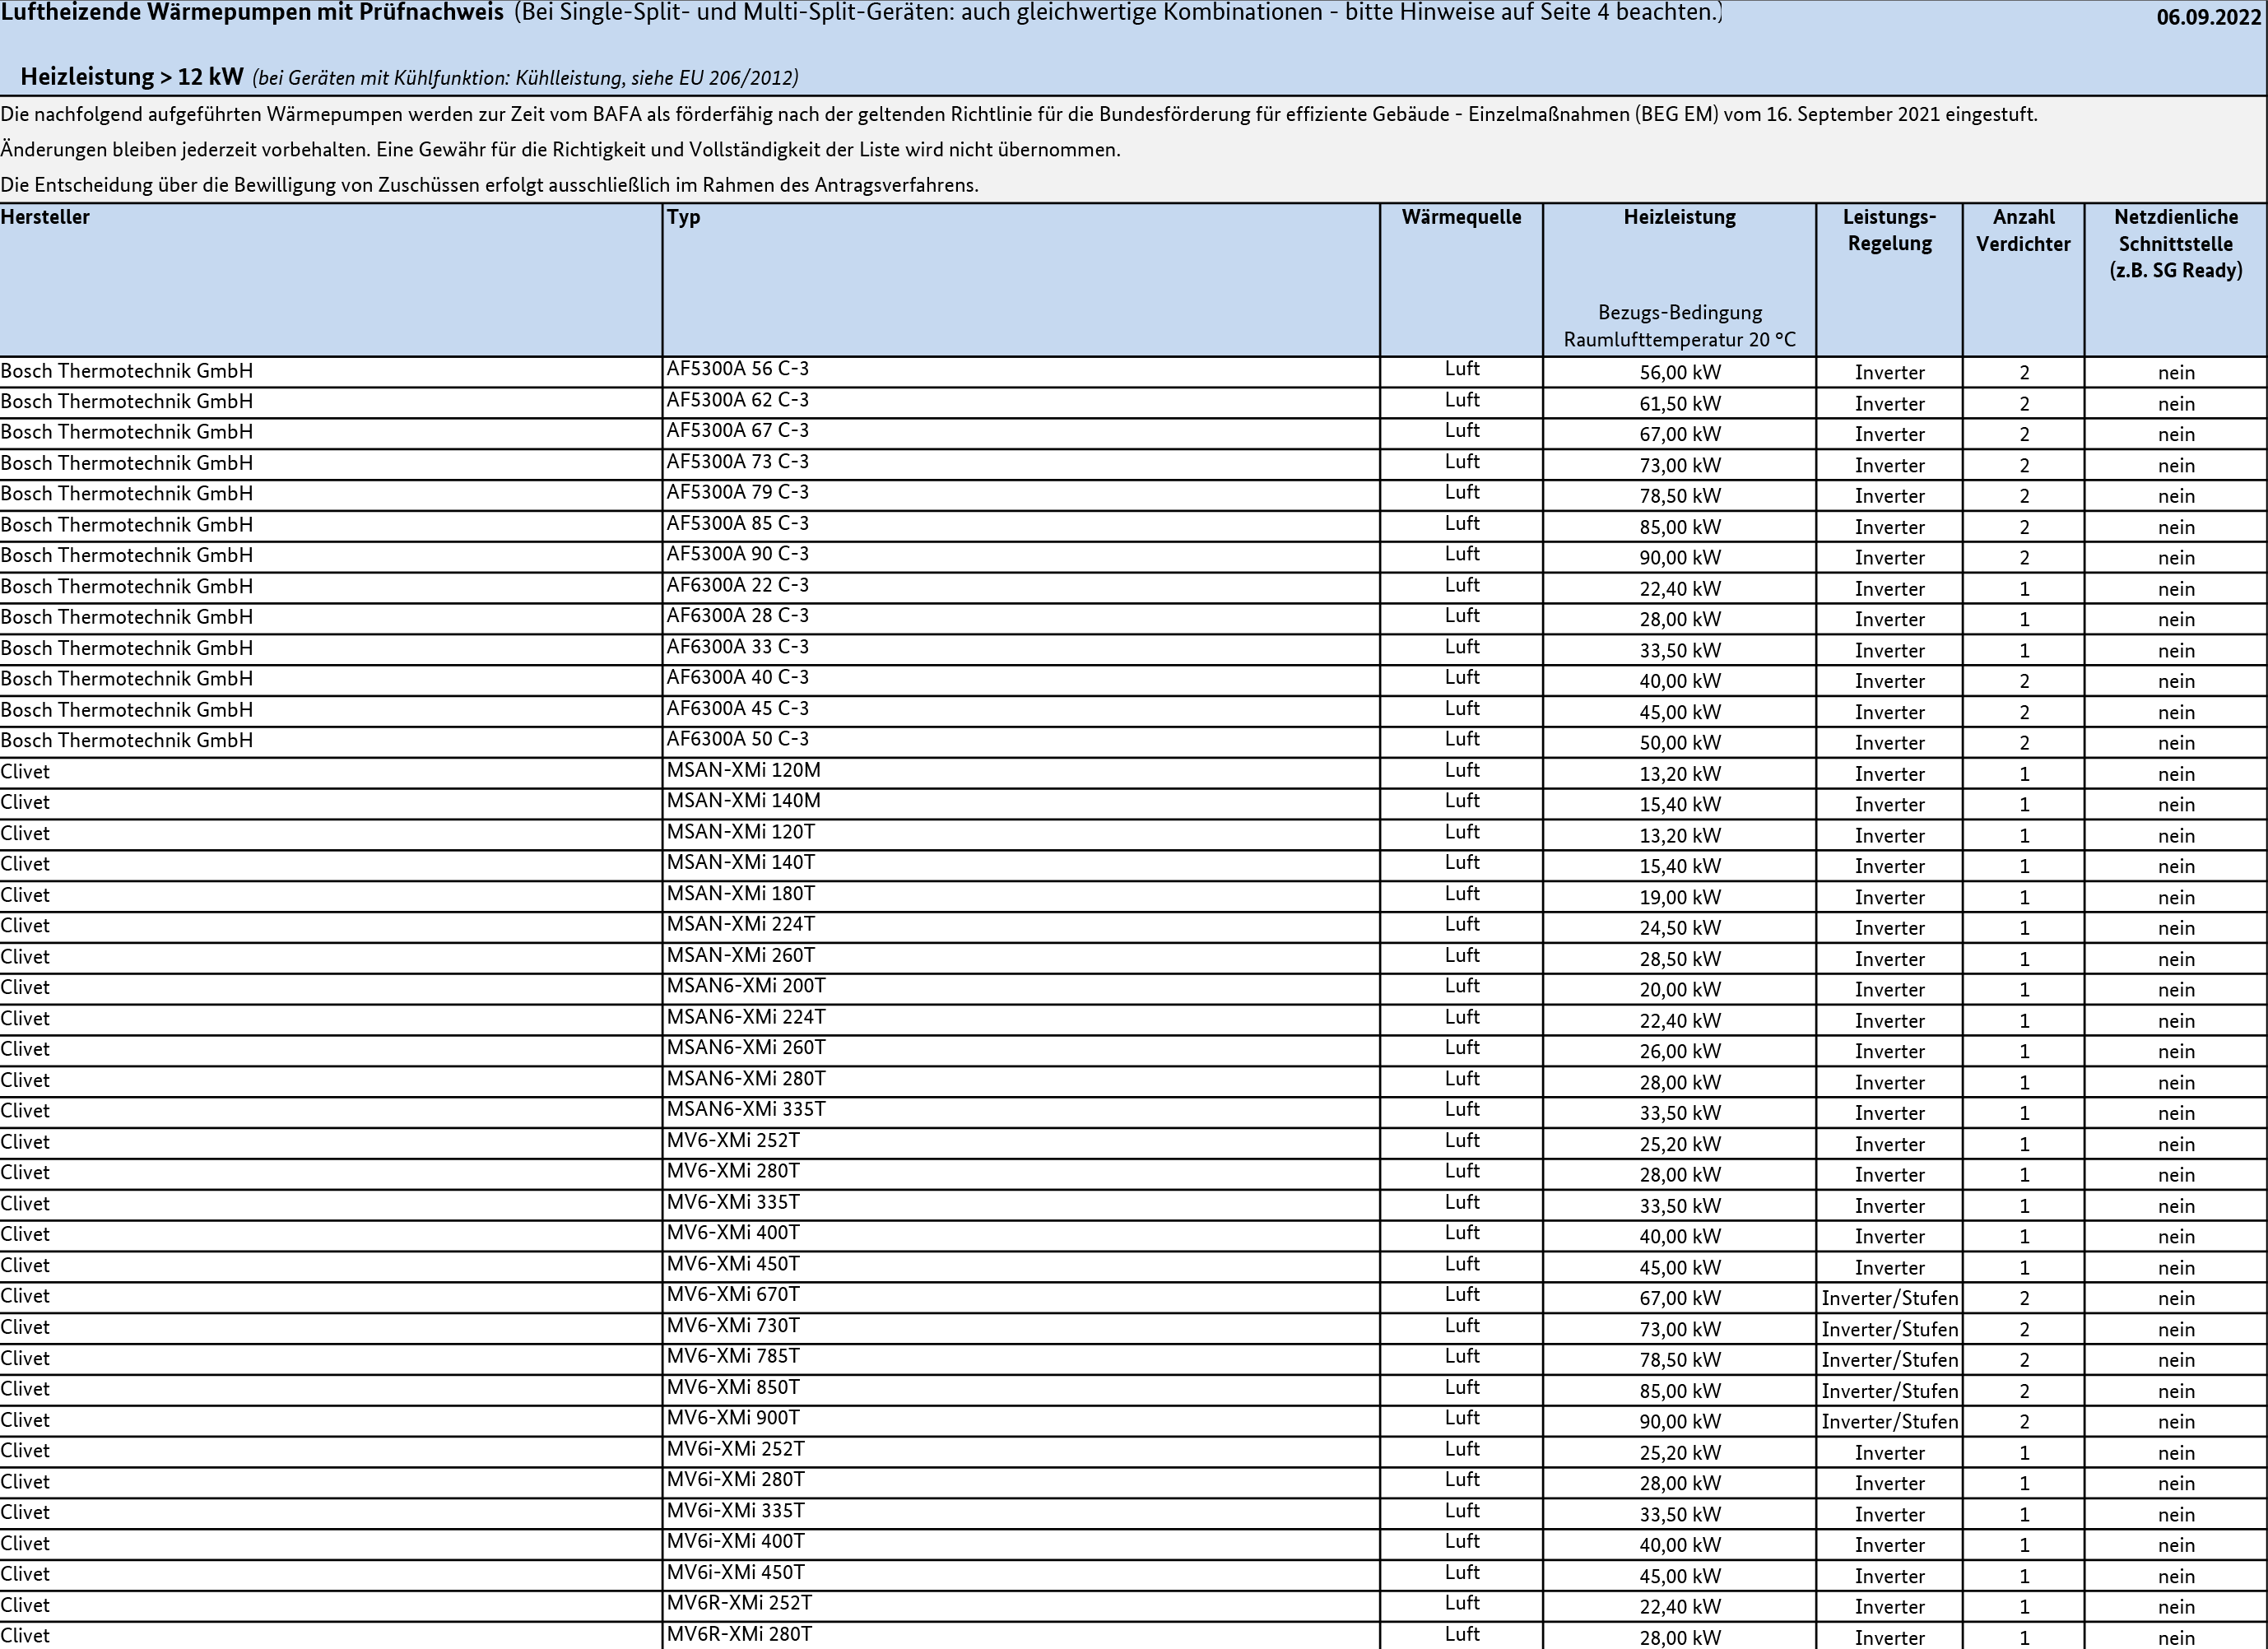 Luftheizende Wärmepumpen mit Prüfnachweis (Bei Single-Split- und Multi-Split-Geräten: auch gleichwertige Kombinationen - bitte Hinweise auf Seite 4 beachten.) 06.09.2022
Heizleistung > 12 kW (bei Geräten mit Kühlfunktion: Kühlleistung, siehe EU 206/2012)
Die nachfolgend aufgeführten Wärmepumpen werden zur Zeit vom BAFA als förderfähig nach der geltenden Richtlinie für die Bundesförderung für effiziente Gebäude - Einzelmaßnahmen (BEG EM) vom 16. September 2021 eingestuft.
Änderungen bleiben jederzeit vorbehalten. Eine Gewähr für die Richtigkeit und Vollständigkeit der Liste wird nicht übernommen.
Die Entscheidung über die Bewilligung von Zuschüssen erfolgt ausschließlich im Rahmen des Antragsverfahrens.
Hersteller Typ Wärmequelle Heizleistung Leistungs- Anzahl Netzdienliche
Regelung Verdichter Schnittstelle
(z.B. SG Ready)
Bezugs-Bedingung
Raumlufttemperatur 20 °C
Bosch Thermotechnik GmbH AF5300A 56 C-3 Luft 56,00 kW Inverter 2 nein
Bosch Thermotechnik GmbH AF5300A 62 C-3 Luft 61,50 kW Inverter 2 nein
Bosch Thermotechnik GmbH AF5300A 67 C-3 Luft 67,00 kW Inverter 2 nein
Bosch Thermotechnik GmbH AF5300A 73 C-3 Luft 73,00 kW Inverter 2 nein
Bosch Thermotechnik GmbH AF5300A 79 C-3 Luft 78,50 kW Inverter 2 nein
Bosch Thermotechnik GmbH AF5300A 85 C-3 Luft 85,00 kW Inverter 2 nein
Bosch Thermotechnik GmbH AF5300A 90 C-3 Luft 90,00 kW Inverter 2 nein
Bosch Thermotechnik GmbH AF6300A 22 C-3 Luft 22,40 kW Inverter 1 nein
Bosch Thermotechnik GmbH AF6300A 28 C-3 Luft 28,00 kW Inverter 1 nein
Bosch Thermotechnik GmbH AF6300A 33 C-3 Luft 33,50 kW Inverter 1 nein
Bosch Thermotechnik GmbH AF6300A 40 C-3 Luft 40,00 kW Inverter 2 nein
Bosch Thermotechnik GmbH AF6300A 45 C-3 Luft 45,00 kW Inverter 2 nein
Bosch Thermotechnik GmbH AF6300A 50 C-3 Luft 50,00 kW Inverter 2 nein
Clivet MSAN-XMi 120M Luft 13,20 kW Inverter 1 nein
Clivet MSAN-XMi 140M Luft 15,40 kW Inverter 1 nein
Clivet MSAN-XMi 120T Luft 13,20 kW Inverter 1 nein
Clivet MSAN-XMi 140T Luft 15,40 kW Inverter 1 nein
Clivet MSAN-XMi 180T Luft 19,00 kW Inverter 1 nein
Clivet MSAN-XMi 224T Luft 24,50 kW Inverter 1 nein
Clivet MSAN-XMi 260T Luft 28,50 kW Inverter 1 nein
Clivet MSAN6-XMi 200T Luft 20,00 kW Inverter 1 nein
Clivet MSAN6-XMi 224T Luft 22,40 kW Inverter 1 nein
Clivet MSAN6-XMi 260T Luft 26,00 kW Inverter 1 nein
Clivet MSAN6-XMi 280T Luft 28,00 kW Inverter 1 nein
Clivet MSAN6-XMi 335T Luft 33,50 kW Inverter 1 nein
Clivet MV6-XMi 252T Luft 25,20 kW Inverter 1 nein
Clivet MV6-XMi 280T Luft 28,00 kW Inverter 1 nein
Clivet MV6-XMi 335T Luft 33,50 kW Inverter 1 nein
Clivet MV6-XMi 400T Luft 40,00 kW Inverter 1 nein
Clivet MV6-XMi 450T Luft 45,00 kW Inverter 1 nein
Clivet MV6-XMi 670T Luft 67,00 kW Inverter/Stufen 2 nein
Clivet MV6-XMi 730T Luft 73,00 kW Inverter/Stufen 2 nein
Clivet MV6-XMi 785T Luft 78,50 kW Inverter/Stufen 2 nein
Clivet MV6-XMi 850T Luft 85,00 kW Inverter/Stufen 2 nein
Clivet MV6-XMi 900T Luft 90,00 kW Inverter/Stufen 2 nein
Clivet MV6i-XMi 252T Luft 25,20 kW Inverter 1 nein
Clivet MV6i-XMi 280T Luft 28,00 kW Inverter 1 nein
Clivet MV6i-XMi 335T Luft 33,50 kW Inverter 1 nein
Clivet MV6i-XMi 400T Luft 40,00 kW Inverter 1 nein
Clivet MV6i-XMi 450T Luft 45,00 kW Inverter 1 nein
Clivet MV6R-XMi 252T Luft 22,40 kW Inverter 1 nein
Clivet MV6R-XMi 280T Luft 28,00 kW Inverter 1 nein